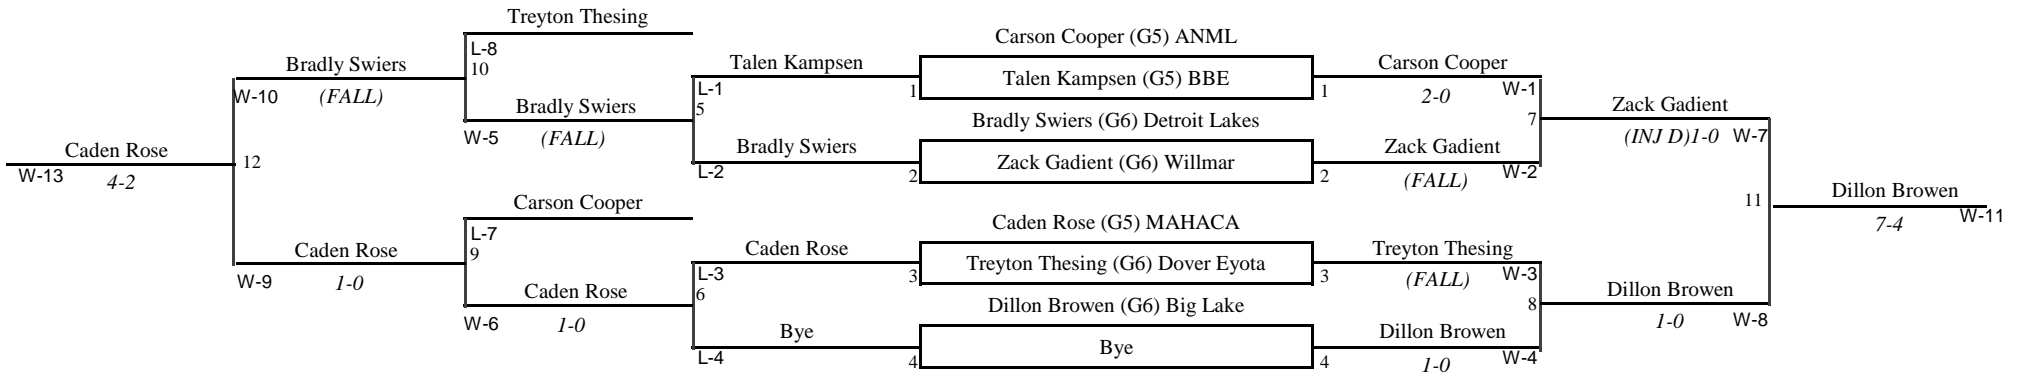 Treyton Thesing
Carson Cooper (G5) ANML
L-8
Bradly Swiers
10
Talen Kampsen
Talen Kampsen (G5) BBE
Carson Cooper
W-10
(FALL)
L-1
1
1
2-0
W-1
Bradly Swiers
5
Zack Gadient
W-5
(FALL)
Bradly Swiers (G6) Detroit Lakes
7
(INJ D)1-0
W-7
Caden Rose
12
Bradly Swiers
Zack Gadient (G6) Willmar
Zack Gadient
W-13
4-2
L-2
2
2
(FALL)
W-2
Dillon Browen
Carson Cooper
11
W-11
L-7
Caden Rose (G5) MAHACA
7-4
Caden Rose
9
Caden Rose
Treyton Thesing (G6) Dover Eyota
Treyton Thesing
W-9
1-0
L-3
3
3
(FALL)
W-3
Caden Rose
6
Dillon Browen (G6) Big Lake
8
Dillon Browen
W-6
1-0
1-0
W-8
Bye
Bye
Dillon Browen
L-4
4
4
1-0
W-4